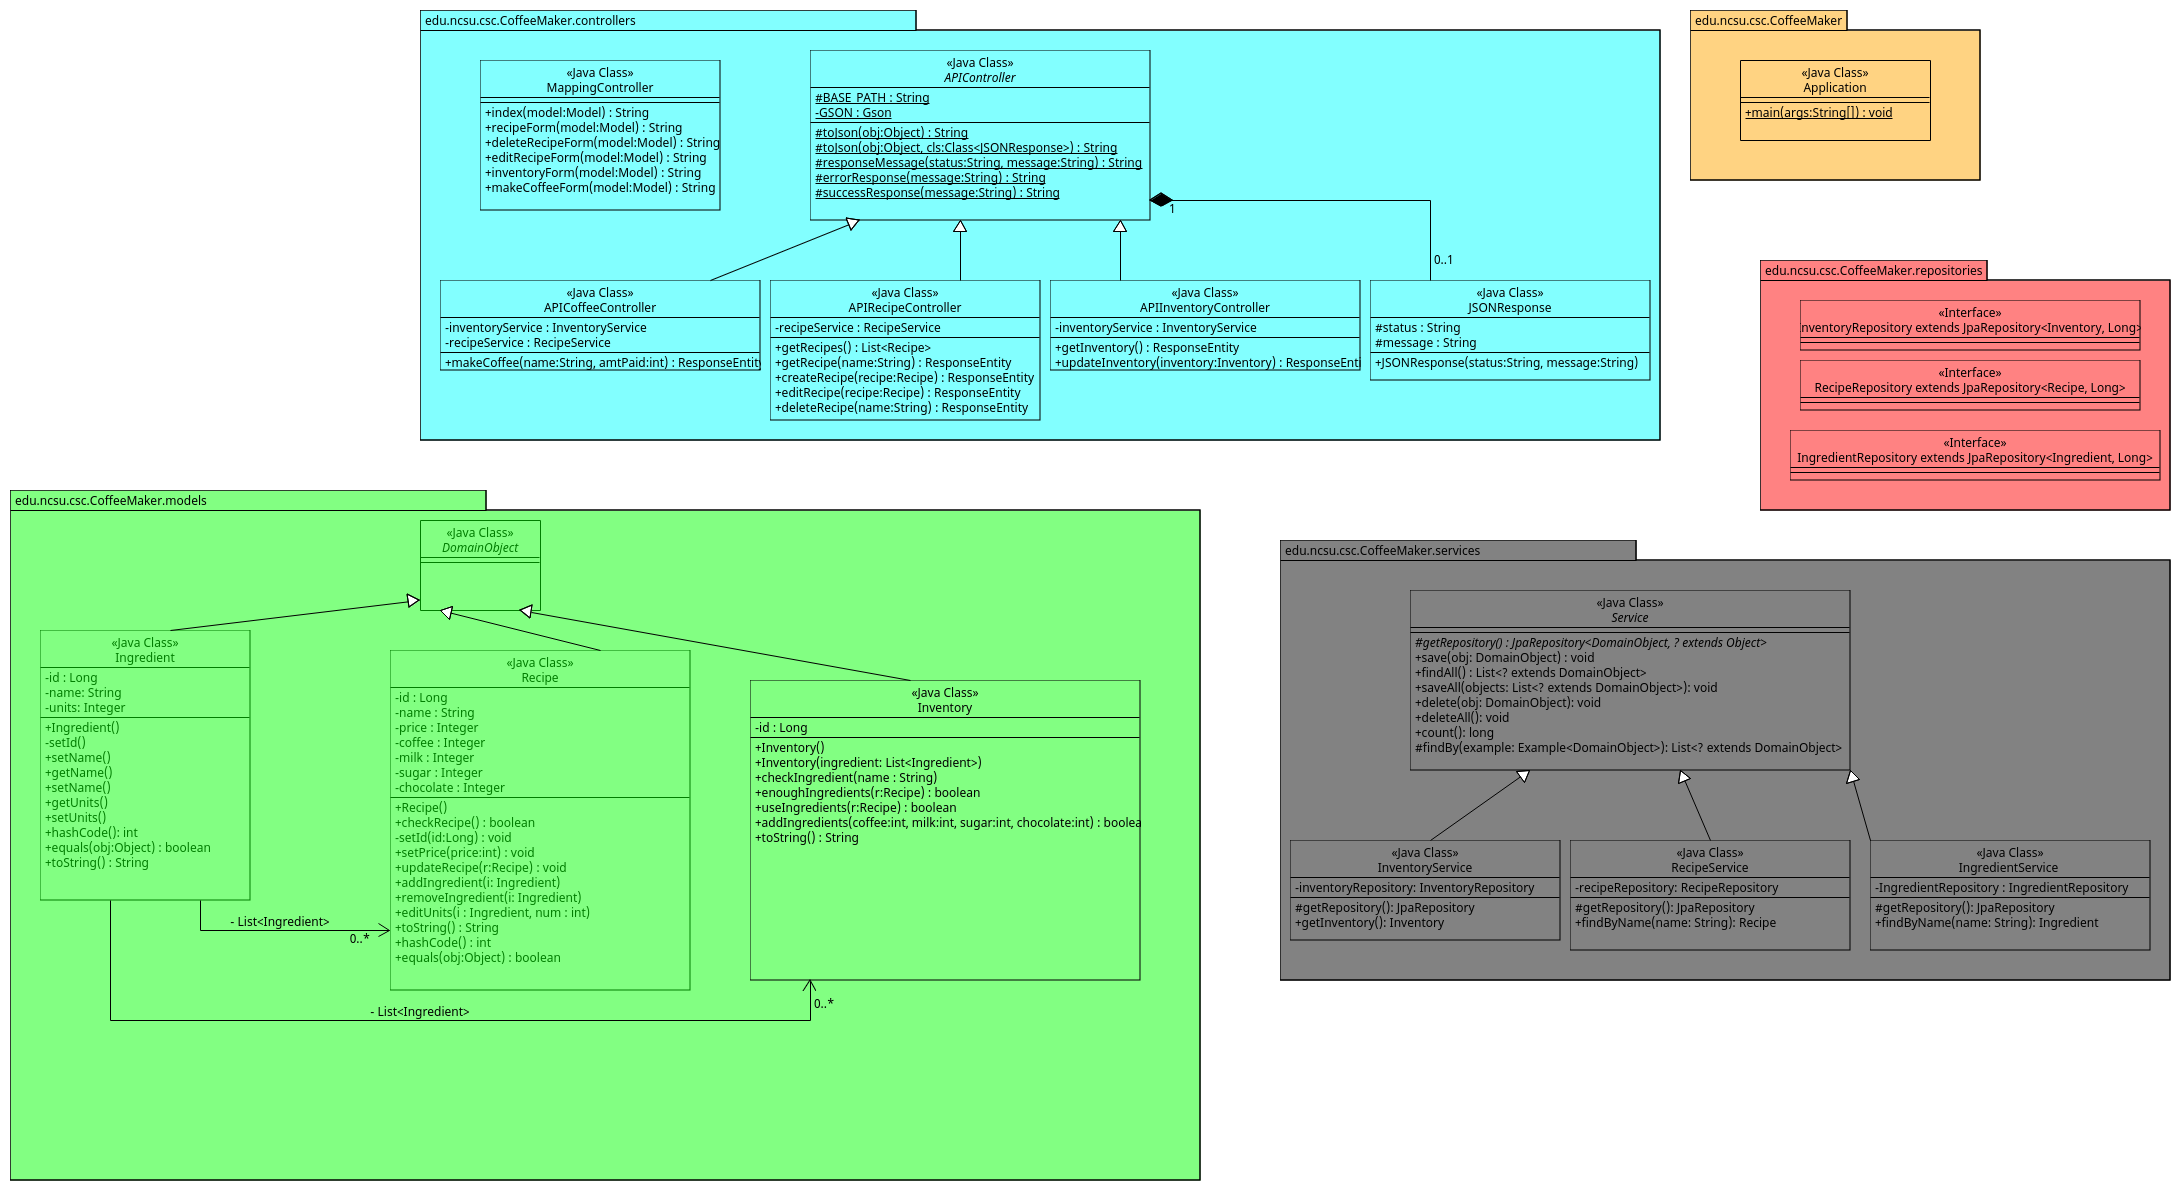 edu.ncsu.csc.CoffeeMaker.controllers
«Java Class»
MappingController
+index(model:Model) : String
+recipeForm(model:Model) : String
+deleteRecipeForm(model:Model) : String
+editRecipeForm(model:Model) : String
+inventoryForm(model:Model) : String
+makeCoffeeForm(model:Model) : String
«Java Class»
APIController
#BASE_PATH : String
-GSON : Gson
#toJson(obj:Object) : String
#toJson(obj:Object, cls:Class<JSONResponse>) : String
#responseMessage(status:String, message:String) : String
#errorResponse(message:String) : String
#successResponse(message:String) : String
1
0..1
«Java Class»
APICoffeeController
-inventoryService : InventoryService
-recipeService : RecipeService
+makeCoffee(name:String, amtPaid:int) : ResponseEntity
«Java Class»
APIRecipeController
-recipeService : RecipeService
+getRecipes() : List<Recipe>
+getRecipe(name:String) : ResponseEntity
+createRecipe(recipe:Recipe) : ResponseEntity
+editRecipe(recipe:Recipe) : ResponseEntity
+deleteRecipe(name:String) : ResponseEntity
«Java Class»
APIInventoryController
-inventoryService : InventoryService
+getInventory() : ResponseEntity
+updateInventory(inventory:Inventory) : ResponseEnti
«Java Class»
JSONResponse
#status : String
#message : String
+JSONResponse(status:String, message:String)
edu.ncsu.csc.CoffeeMaker
«Java Class»
Application
+main(args:String[]) : void
edu.ncsu.csc.CoffeeMaker.repositories
«Interface»
nventoryRepository extends JpaRepository<Inventory, Long>
«Interface»
RecipeRepository extends JpaRepository<Recipe, Long>
«Interface»
IngredientRepository extends JpaRepository<Ingredient, Long>
edu.ncsu.csc.CoffeeMaker.models
«Java Class»
DomainObject
«Java Class»
Ingredient
-id : Long
-name: String
-units: Integer
+Ingredient()
-setId()
+setName()
+getName()
+setName()
+getUnits()
+setUnits()
+hashCode(): int
+equals(obj:Object) : boolean
+toString() : String
«Java Class»
Recipe
-id : Long
-name : String
-price : Integer
-coffee : Integer
-milk : Integer
-sugar : Integer
-chocolate : Integer
+Recipe()
+checkRecipe() : boolean
-setId(id:Long) : void
+setPrice(price:int) : void
+updateRecipe(r:Recipe) : void
+addIngredient(i: Ingredient)
+removeIngredient(i: Ingredient)
+editUnits(i : Ingredient, num : int)
+toString() : String
+hashCode() : int
+equals(obj:Object) : boolean
«Java Class»
Inventory
-id : Long
+Inventory()
+Inventory(ingredient: List<Ingredient>)
+checkIngredient(name : String)
+enoughIngredients(r:Recipe) : boolean
+useIngredients(r:Recipe) : boolean
+addIngredients(coffee:int, milk:int, sugar:int, chocolate:int) : boolea
+toString() : String
- List<Ingredient>
0..*
- List<Ingredient>
0..*
edu.ncsu.csc.CoffeeMaker.services
«Java Class»
Service
#getRepository() : JpaRepository<DomainObject, ? extends Object>
+save(obj: DomainObject) : void
+findAll() : List<? extends DomainObject>
+saveAll(objects: List<? extends DomainObject>): void
+delete(obj: DomainObject): void
+deleteAll(): void
+count(): long
#findBy(example: Example<DomainObject>): List<? extends DomainObject>
«Java Class»
InventoryService
-inventoryRepository: InventoryRepository
#getRepository(): JpaRepository
+getInventory(): Inventory
«Java Class»
RecipeService
-recipeRepository: RecipeRepository
#getRepository(): JpaRepository
+findByName(name: String): Recipe
«Java Class»
IngredientService
-IngredientRepository : IngredientRepository
#getRepository(): JpaRepository
+findByName(name: String): Ingredient